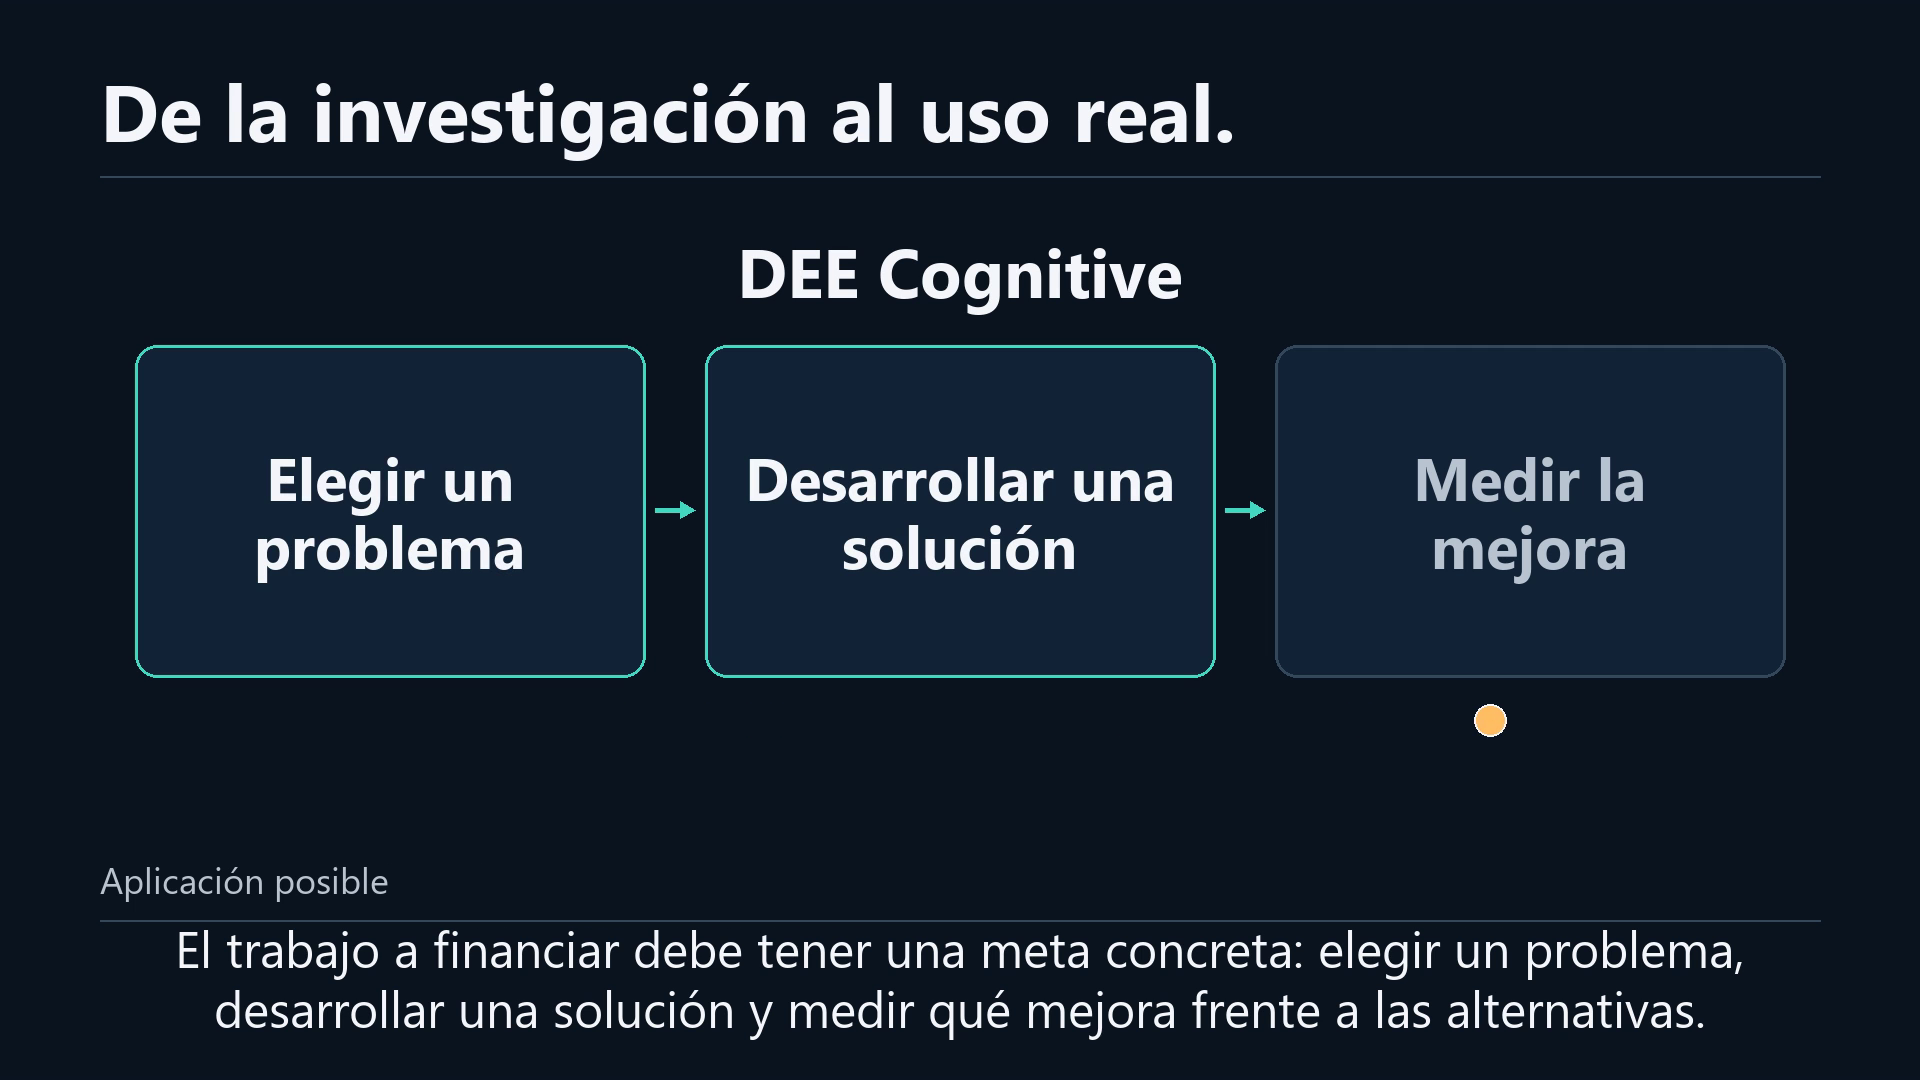 De la investigación al uso real.
DEE Cognitive
Elegir un
problema
Desarrollar una
solución
Medir la
mejora
Aplicación posible
El trabajo a financiar debe tener una meta concreta: elegir un problema,
desarrollar una solución y medir qué mejora frente a las alternativas.